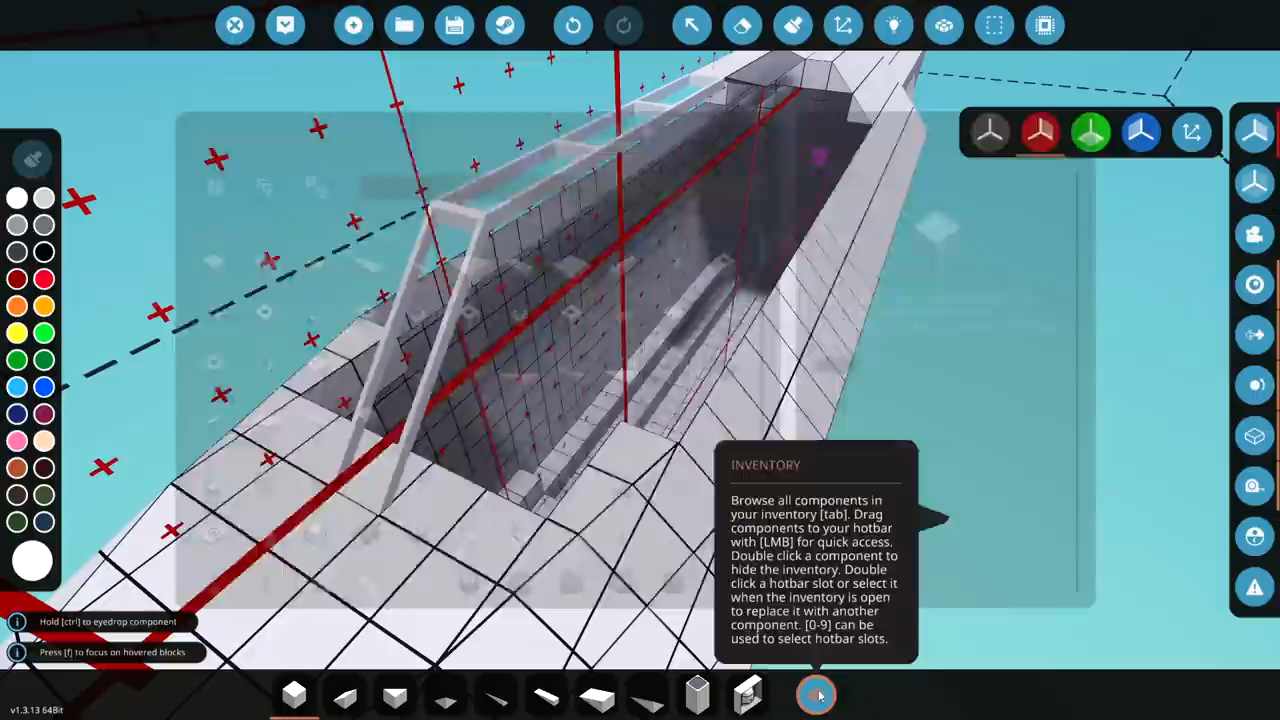 INVENTORY
Browse all components in
your inventory [tab]. Drag
components to your hotbar
with [LMB] for quick access.
Double click a component to
hide the inventory. Double
click a hotbar slot or select it
when the inventory is open
to replace it with another
component. [0-9] can be
used to select hotbar slots.
Hold [ctrl] to eyedrop component
Press [f] to focus on hovered blocks
v1.3.13 64Bit